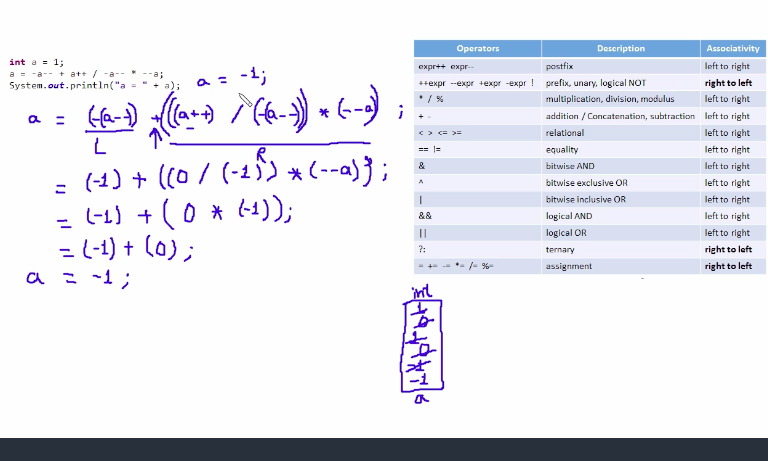 int a = 1;
a = -a-- + a++ / -a-- * --a;
System.out.println("a = " + a);
a = -1;
a = (-(a--)) + (((a++) / (-(a--))) * (--a) ;
L
R
= (-1) + ((0 / (-1)) * (--a)) ;
= (-1) + (0 * (-1)) ;
= (-1) + (0) ;
a = -1 ;
Operators Description Associativity
expr++ expr-- postfix left to right
++expr --expr +expr -expr ! prefix, unary, logical NOT right to left
* / % multiplication, division, modulus left to right
+ - addition / Concatenation, subtraction left to right
< > <= >= relational left to right
== != equality left to right
& bitwise AND left to right
^ bitwise exclusive OR left to right
| bitwise inclusive OR left to right
&& logical AND left to right
|| logical OR left to right
?: ternary right to left
= += -= *= /= %= assignment right to left
int
1
0
1
0
-1
-1
a